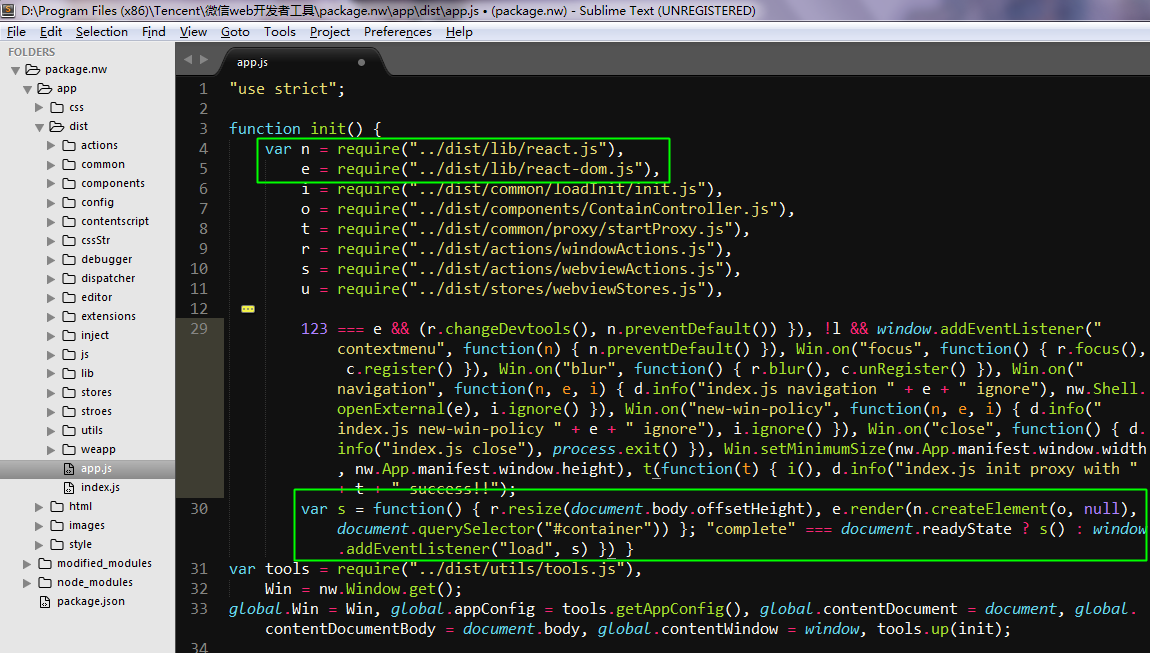 D:\Program Files (x86)\Tencent\微信web开发者工具\package.nw\app\dist\app.js • (package.nw) - Sublime Text (UNREGISTERED)
File Edit Selection Find View Goto Tools Project Preferences Help
FOLDERS
package.nw
app
css
dist
actions
common
components
config
contentscript
cssStr
debugger
dispatcher
editor
extensions
inject
js
lib
stores
stroes
utils
weapp
app.js
index.js
html
images
style
modified_modules
node_modules
package.json
app.js
1 "use strict";
2
3 function init() {
4 var n = require("../dist/lib/react.js"),
5 e = require("../dist/lib/react-dom.js"),
6 i = require("../dist/common/loadInit/init.js"),
7 o = require("../dist/components/ContainController.js"),
8 t = require("../dist/common/proxy/startProxy.js"),
9 r = require("../dist/actions/windowActions.js"),
10 s = require("../dist/actions/webviewActions.js"),
11 u = require("../dist/stores/webviewStores.js"),
12
29 123 === e && (r.changeDevtools(), n.preventDefault()) }), !l && window.addEventListener("
contextmenu", function(n) { n.preventDefault() }), Win.on("focus", function() { r.focus(),
c.register() }), Win.on("blur", function() { r.blur(), c.unRegister() }), Win.on("
navigation", function(n, e, i) { d.info("index.js navigation " + e + " ignore"), nw.Shell.
openExternal(e), i.ignore() }), Win.on("new-win-policy", function(n, e, i) { d.info("
index.js new-win-policy " + e + " ignore"), i.ignore() }), Win.on("close", function() { d.
info("index.js close"), process.exit() }), Win.setMinimumSize(nw.App.manifest.window.width
, nw.App.manifest.window.height), t(function(t) { i(), d.info("index.js init proxy with "
+ t + " success!!");
30 var s = function() { r.resize(document.body.offsetHeight), e.render(n.createElement(o, null),
document.querySelector("#container")) }; "complete" === document.readyState ? s() : window
.addEventListener("load", s) }) }
31 var tools = require("../dist/utils/tools.js"),
32 Win = nw.Window.get();
33 global.Win = Win, global.appConfig = tools.getAppConfig(), global.contentDocument = document, global.
contentDocumentBody = document.body, global.contentWindow = window, tools.up(init);
34